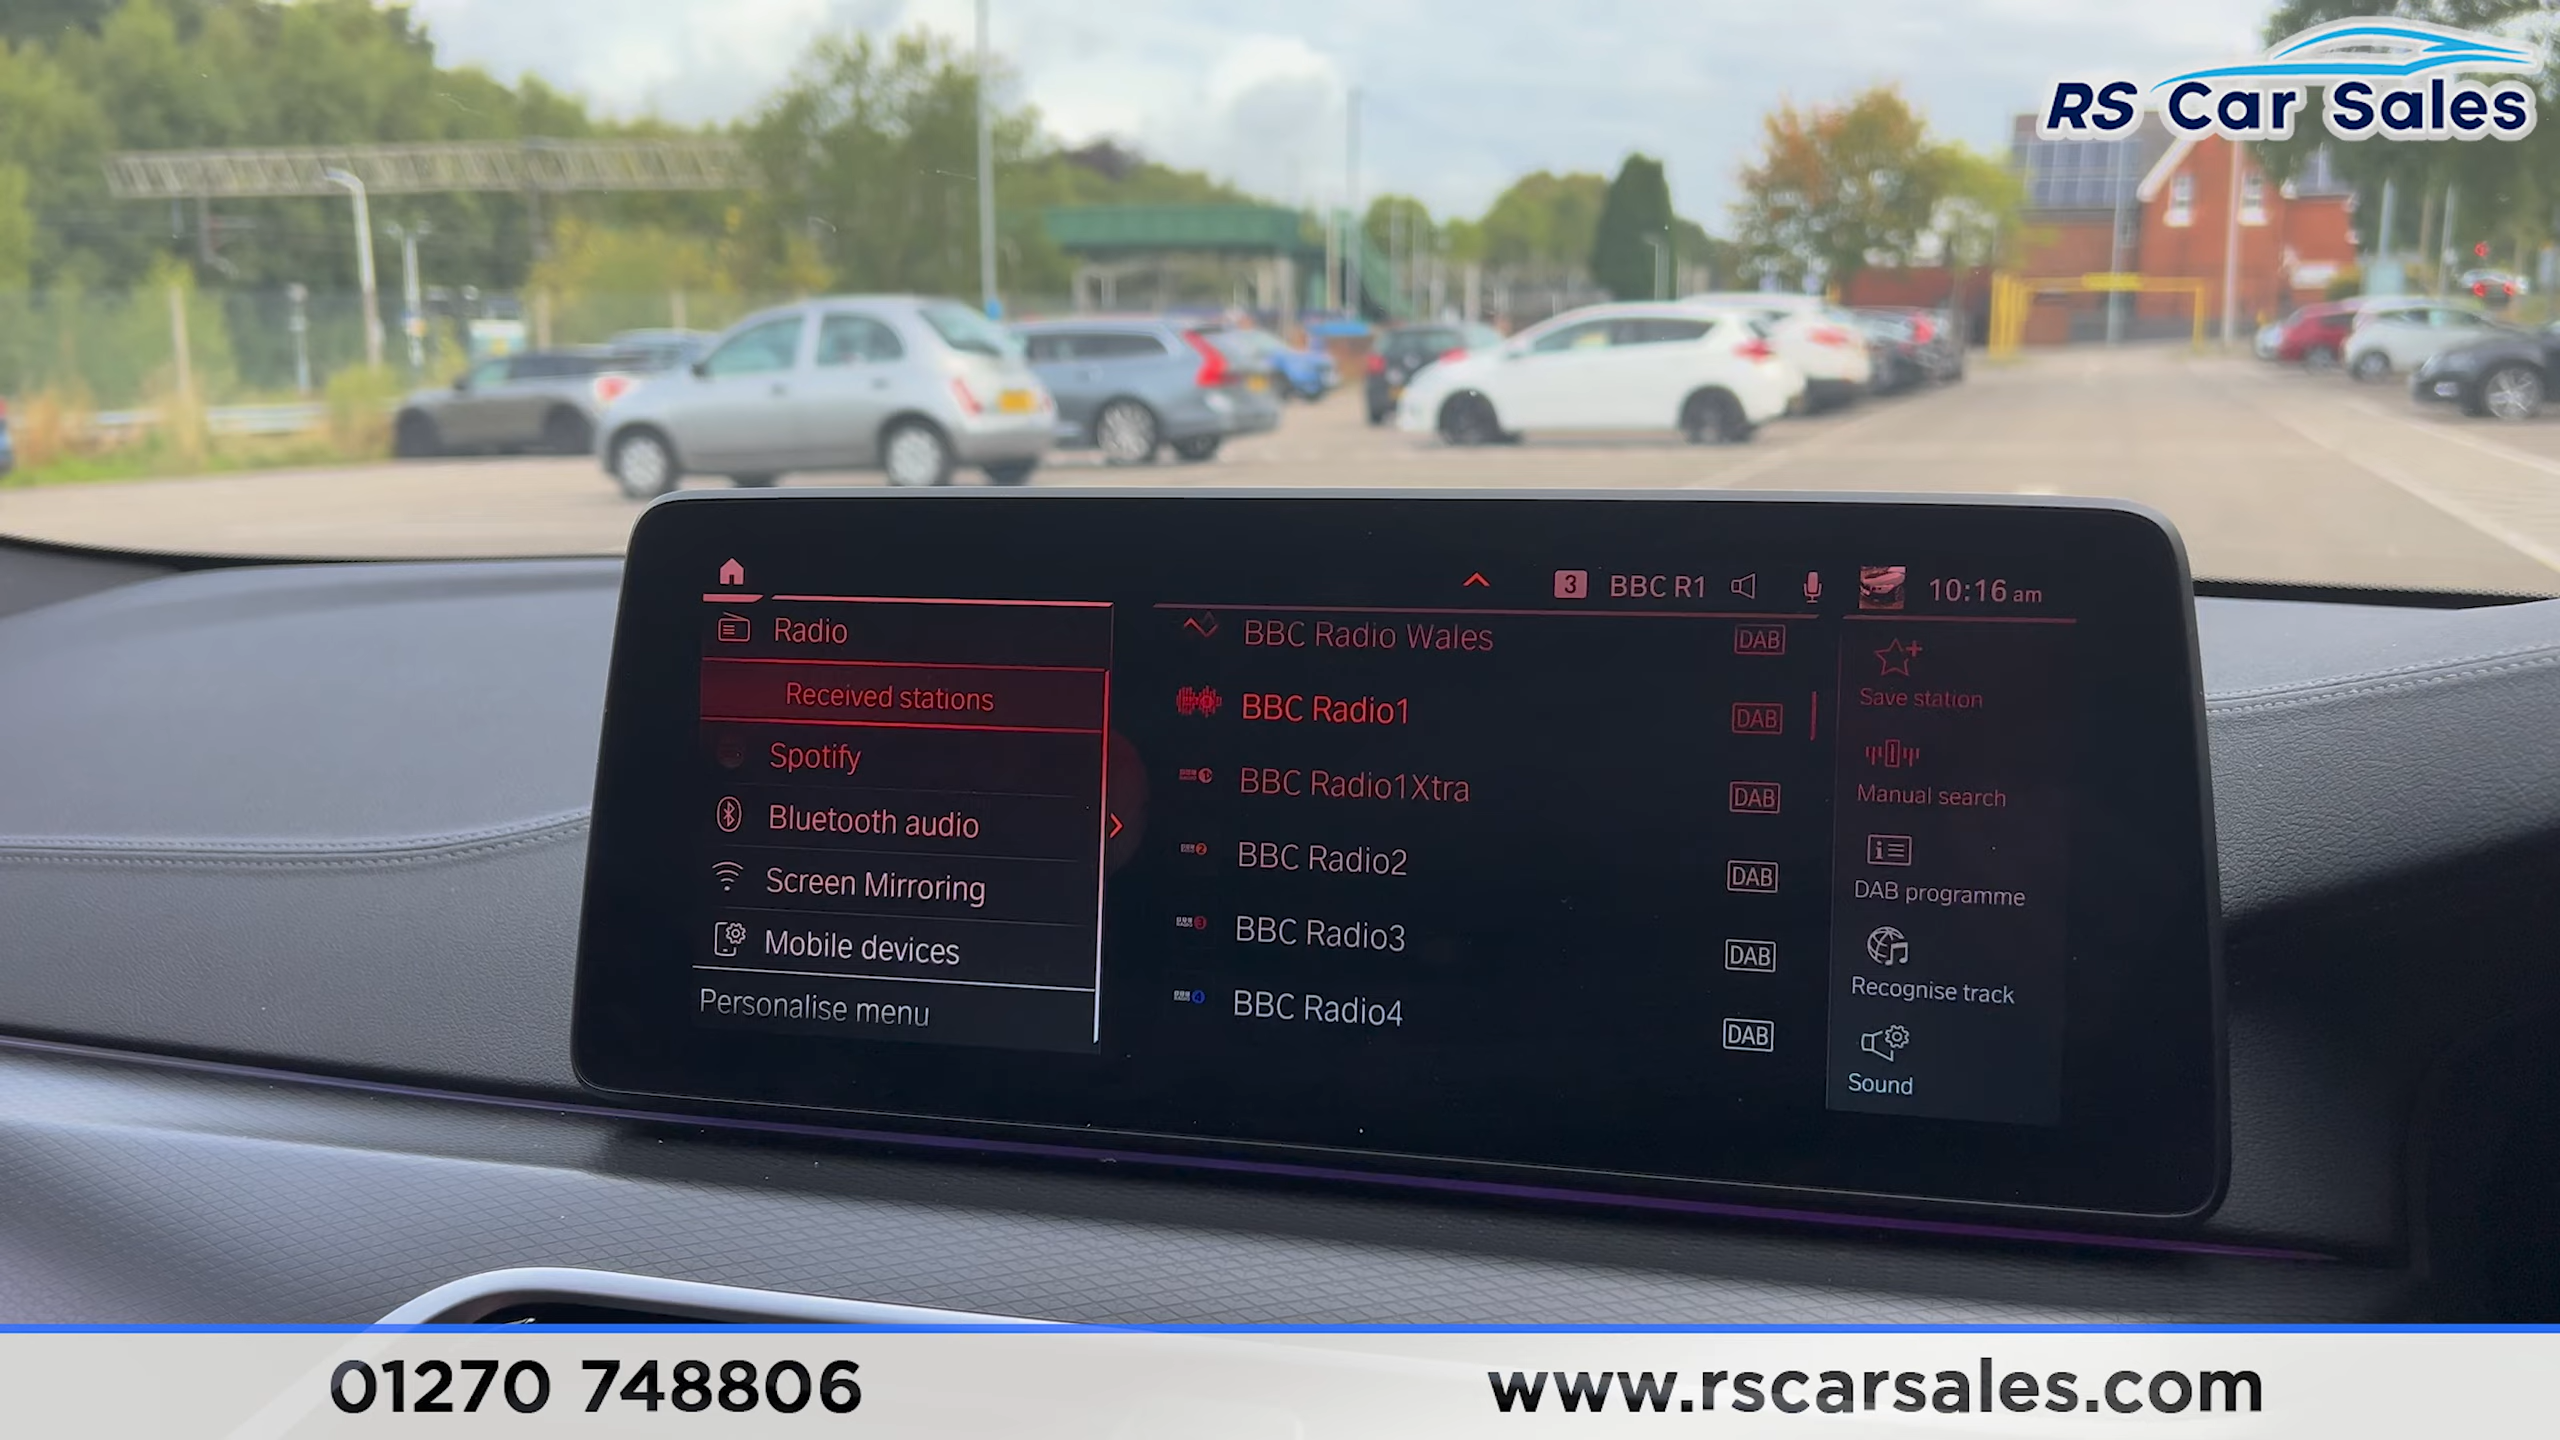 RS Car Sales
3 BBC R1 10:16 am
Radio
Received stations
Spotify
Bluetooth audio
Screen Mirroring
Mobile devices
Personalise menu
BBC Radio Wales DAB
BBC Radio1 DAB
BBC Radio1Xtra DAB
BBC Radio2 DAB
BBC Radio3 DAB
BBC Radio4 DAB
Save station
Manual search
DAB programme
Recognise track
Sound
01270 748806
www.rscarsales.com